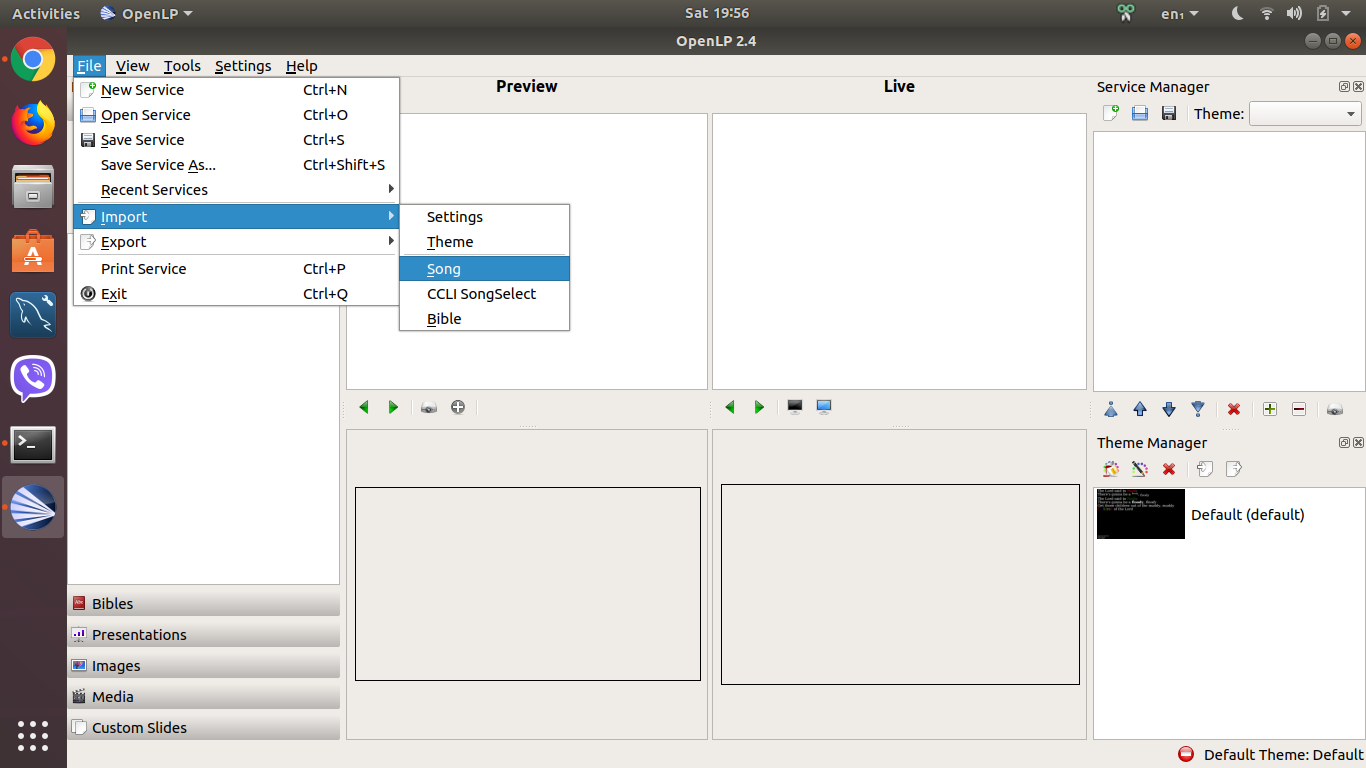 Activities OpenLP Sat 19:56 en₁
OpenLP 2.4
File View Tools Settings Help
New Service Ctrl+N
Open Service Ctrl+O
Save Service Ctrl+S
Save Service As... Ctrl+Shift+S
Recent Services
Import
Export
Print Service Ctrl+P
Exit Ctrl+Q
Settings
Theme
Song
CCLI SongSelect
Bible
Preview
Live
Service Manager
Theme:
Theme Manager
Default (default)
Bibles
Presentations
Images
Media
Custom Slides
Default Theme: Default